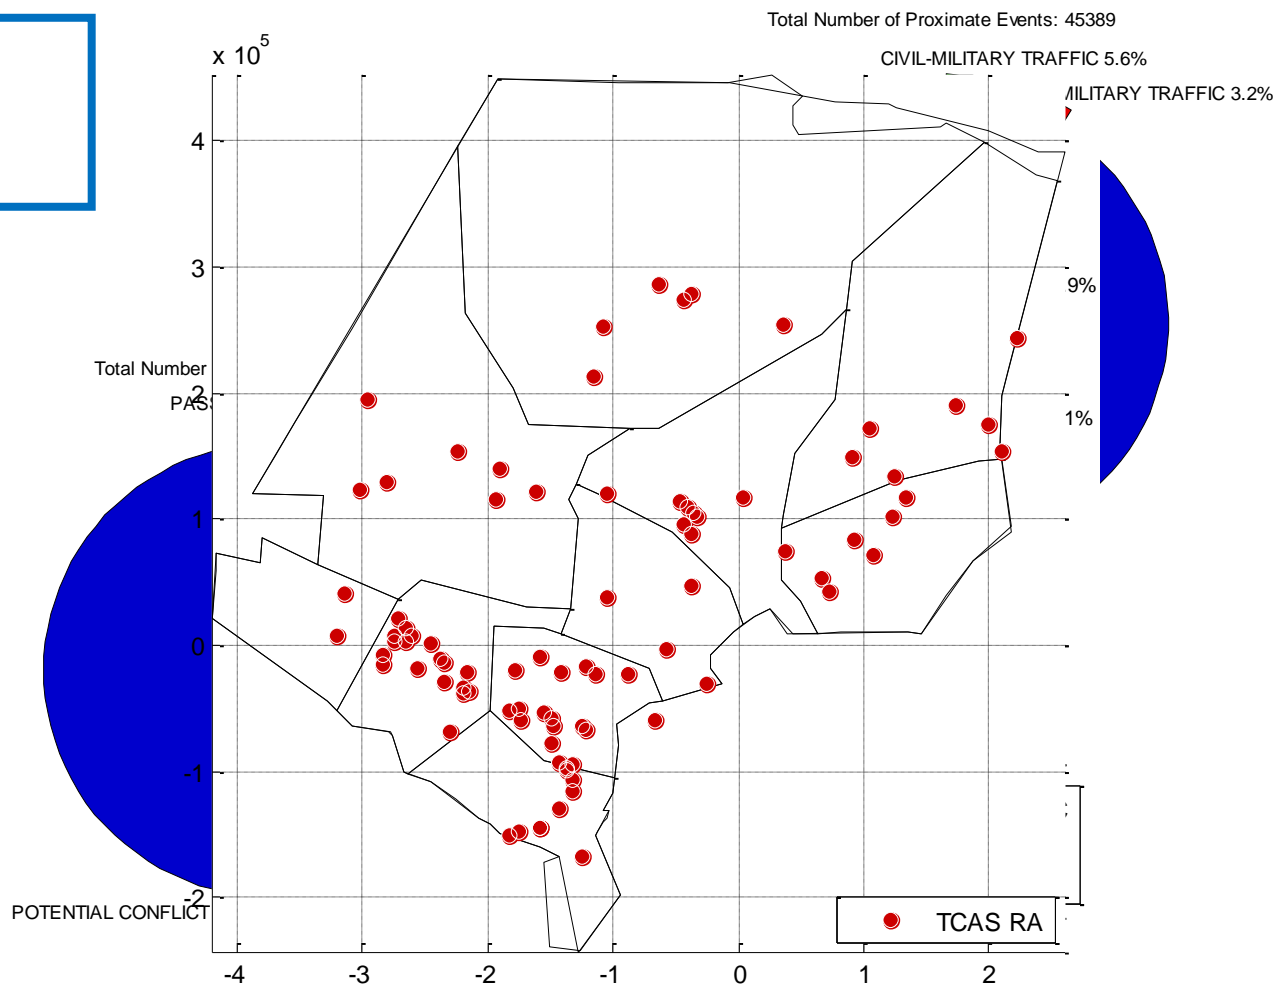 Total Number of Proximate Events: 45389
x 10^5
CIVIL-MILITARY TRAFFIC 5.6%
MILITARY TRAFFIC 3.2%
4
3
9%
Total Number
2
PASS
1%
1
0
-1
-2
POTENTIAL CONFLICT
TCAS RA
-4 -3 -2 -1 0 1 2